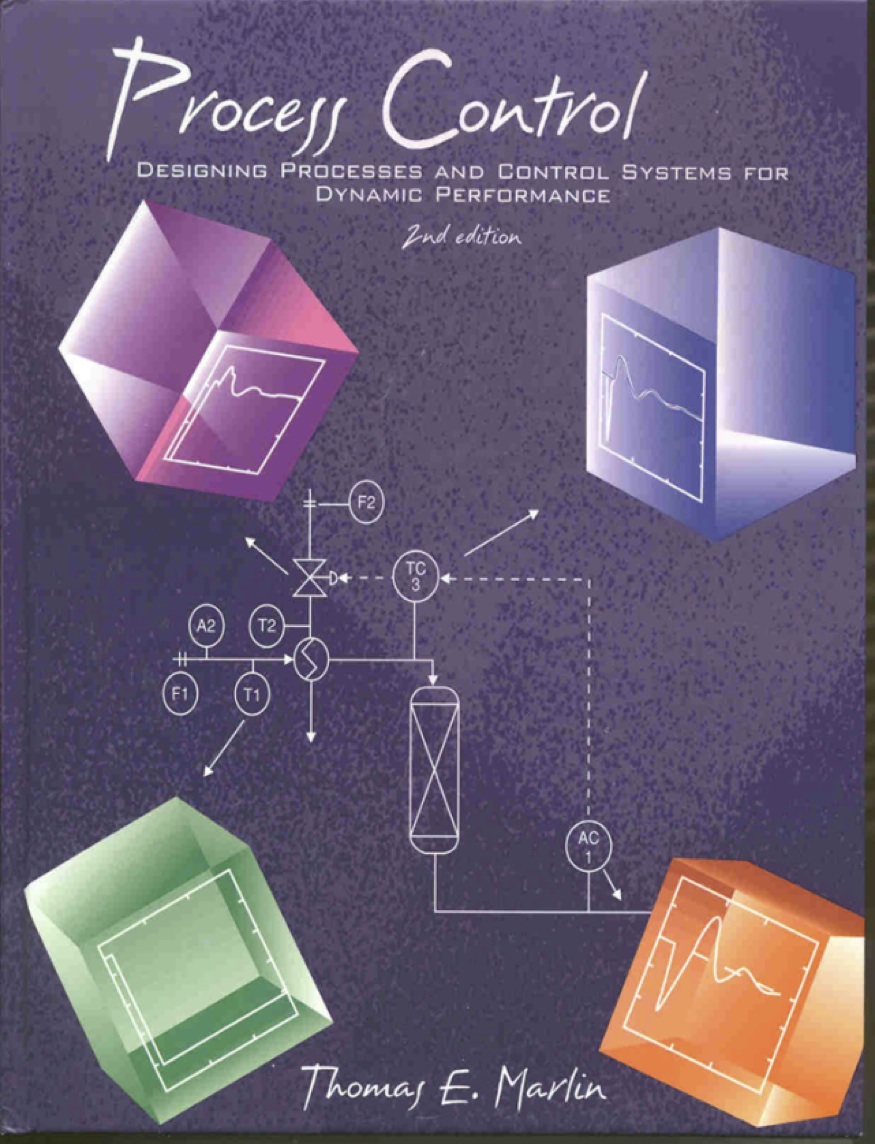 Process Control
DESIGNING PROCESSES AND CONTROL SYSTEMS FOR
DYNAMIC PERFORMANCE
2nd edition
F2
TC
3
A2
T2
F1
T1
AC
1
Thomas E. Marlin